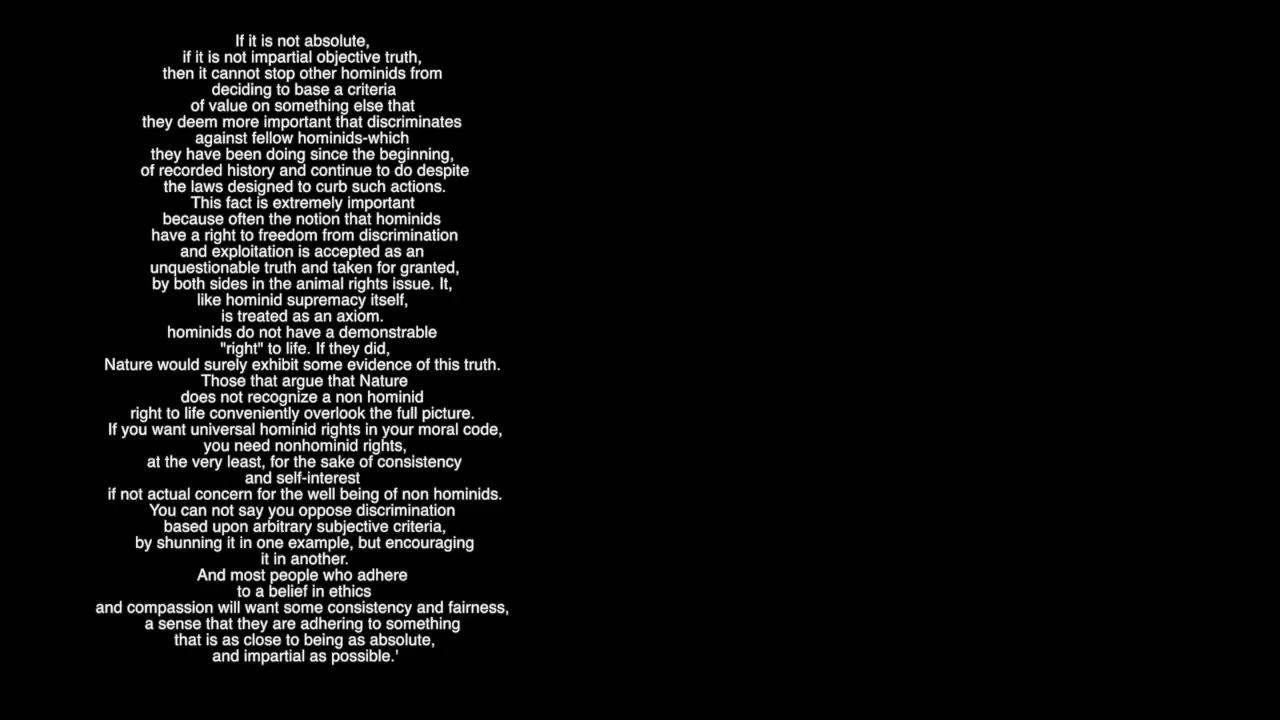 If it is not absolute,
if it is not impartial objective truth,
then it cannot stop other hominids from
deciding to base a criteria
of value on something else that
they deem more important that discriminates
against fellow hominids-which
they have been doing since the beginning,
of recorded history and continue to do despite
the laws designed to curb such actions.
This fact is extremely important
because often the notion that hominids
have a right to freedom from discrimination
and exploitation is accepted as an
unquestionable truth and taken for granted,
by both sides in the animal rights issue. It,
like hominid supremacy itself,
is treated as an axiom.
hominids do not have a demonstrable
"right" to life. If they did,
Nature would surely exhibit some evidence of this truth.
Those that argue that Nature
does not recognize a non hominid
right to life conveniently overlook the full picture.
If you want universal hominid rights in your moral code,
you need nonhominid rights,
at the very least, for the sake of consistency
and self-interest
if not actual concern for the well being of non hominids.
You can not say you oppose discrimination
based upon arbitrary subjective criteria,
by shunning it in one example, but encouraging
it in another.
And most people who adhere
to a belief in ethics
and compassion will want some consistency and fairness,
a sense that they are adhering to something
that is as close to being as absolute,
and impartial as possible.'